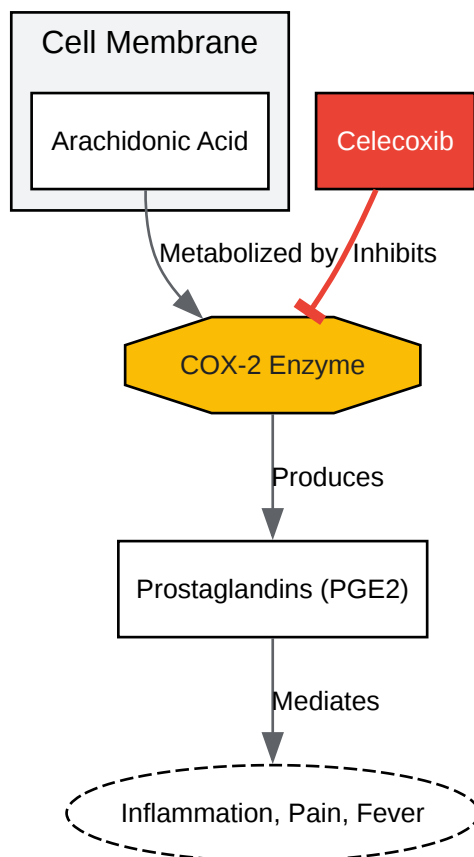 Cell Membrane
Arachidonic Acid
Celecoxib
Metabolized by
Inhibits
COX-2 Enzyme
Produces
Prostaglandins (PGE2)
Mediates
Inflammation, Pain, Fever